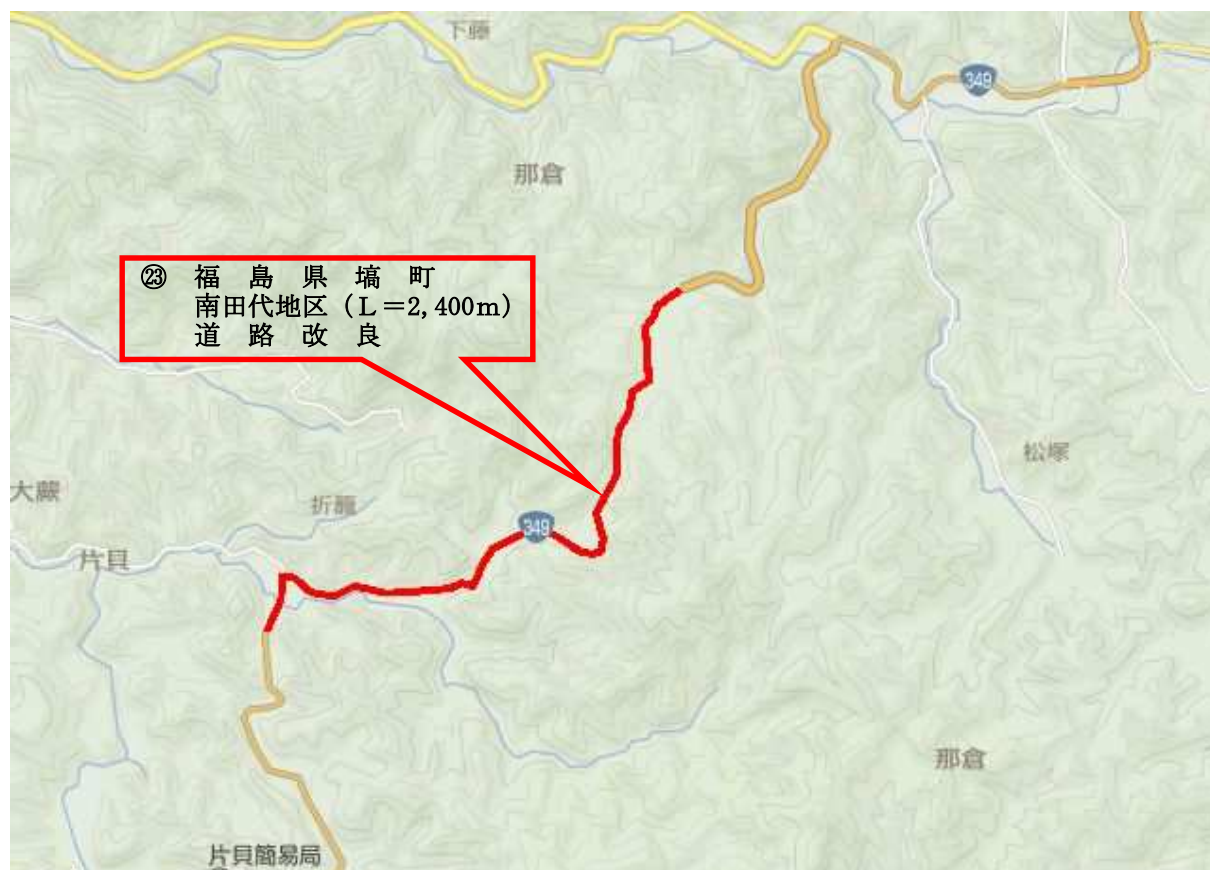 下藤
349
那倉
㉓ 福島県塙町
南田代地区（L＝2,400m）
道路改良
松塚
大蕨
折籠
349
片貝
那倉
片貝簡易局